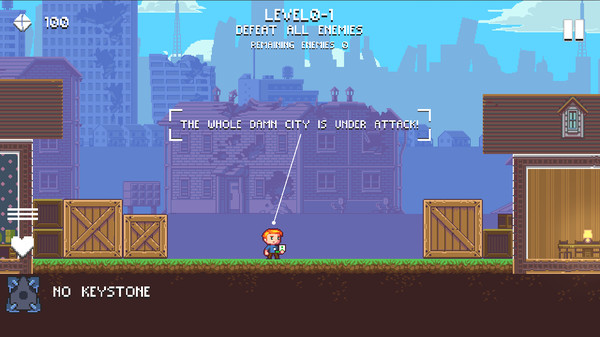 100
LEVEL0-1
DEFEAT ALL ENEMIES
REMAINING ENEMIES 0
THE WHOLE DAMN CITY IS UNDER ATTACK!
NO KEYSTONE